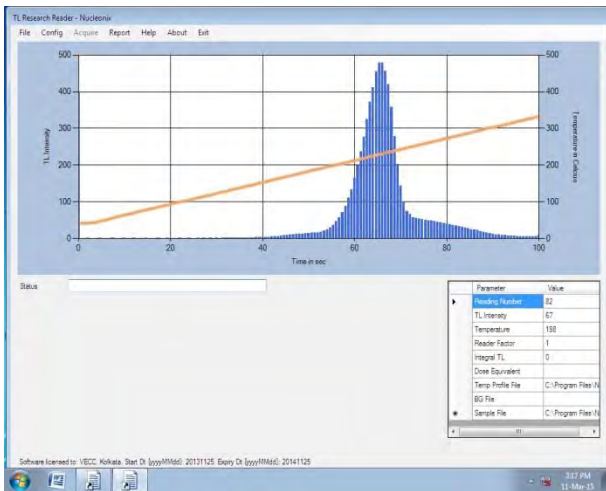 TL Research Reader - Nucleonix
File Config Acquire Report Help About Exit
500 500
400 400
300 300
200 200
100 100
0 0
TL Intensity
Temperature in Celcius
0 20 40 60 80 100
Time in sec
Status
Parameter Value
Reading Number 82
TL Intensity 67
Temperature 198
Reader Factor 1
Integral TL 0
Dose Equivalent
Temp Profile File C:\Program Files\N
BG File
Sample File C:\Program Files\N
Software licensed to: VECC, Kolkata. Start Dt (yyyyMMdd): 20131125 Expiry Dt (yyyyMMdd): 20141125
3:17 PM
11-Mar-15